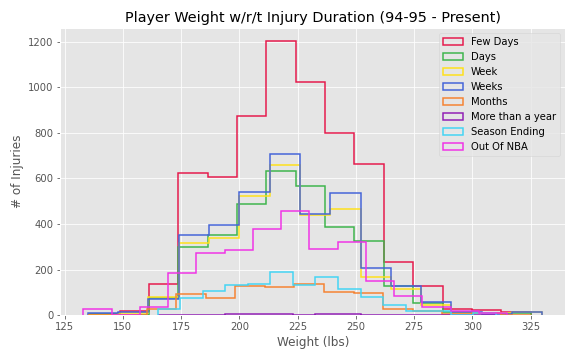 Player Weight w/r/t Injury Duration (94-95 - Present)
# of Injuries
1200
1000
800
600
400
200
0
Few Days
Days
Week
Weeks
Months
More than a year
Season Ending
Out Of NBA
125
150
175
200
225
250
275
300
325
Weight (lbs)